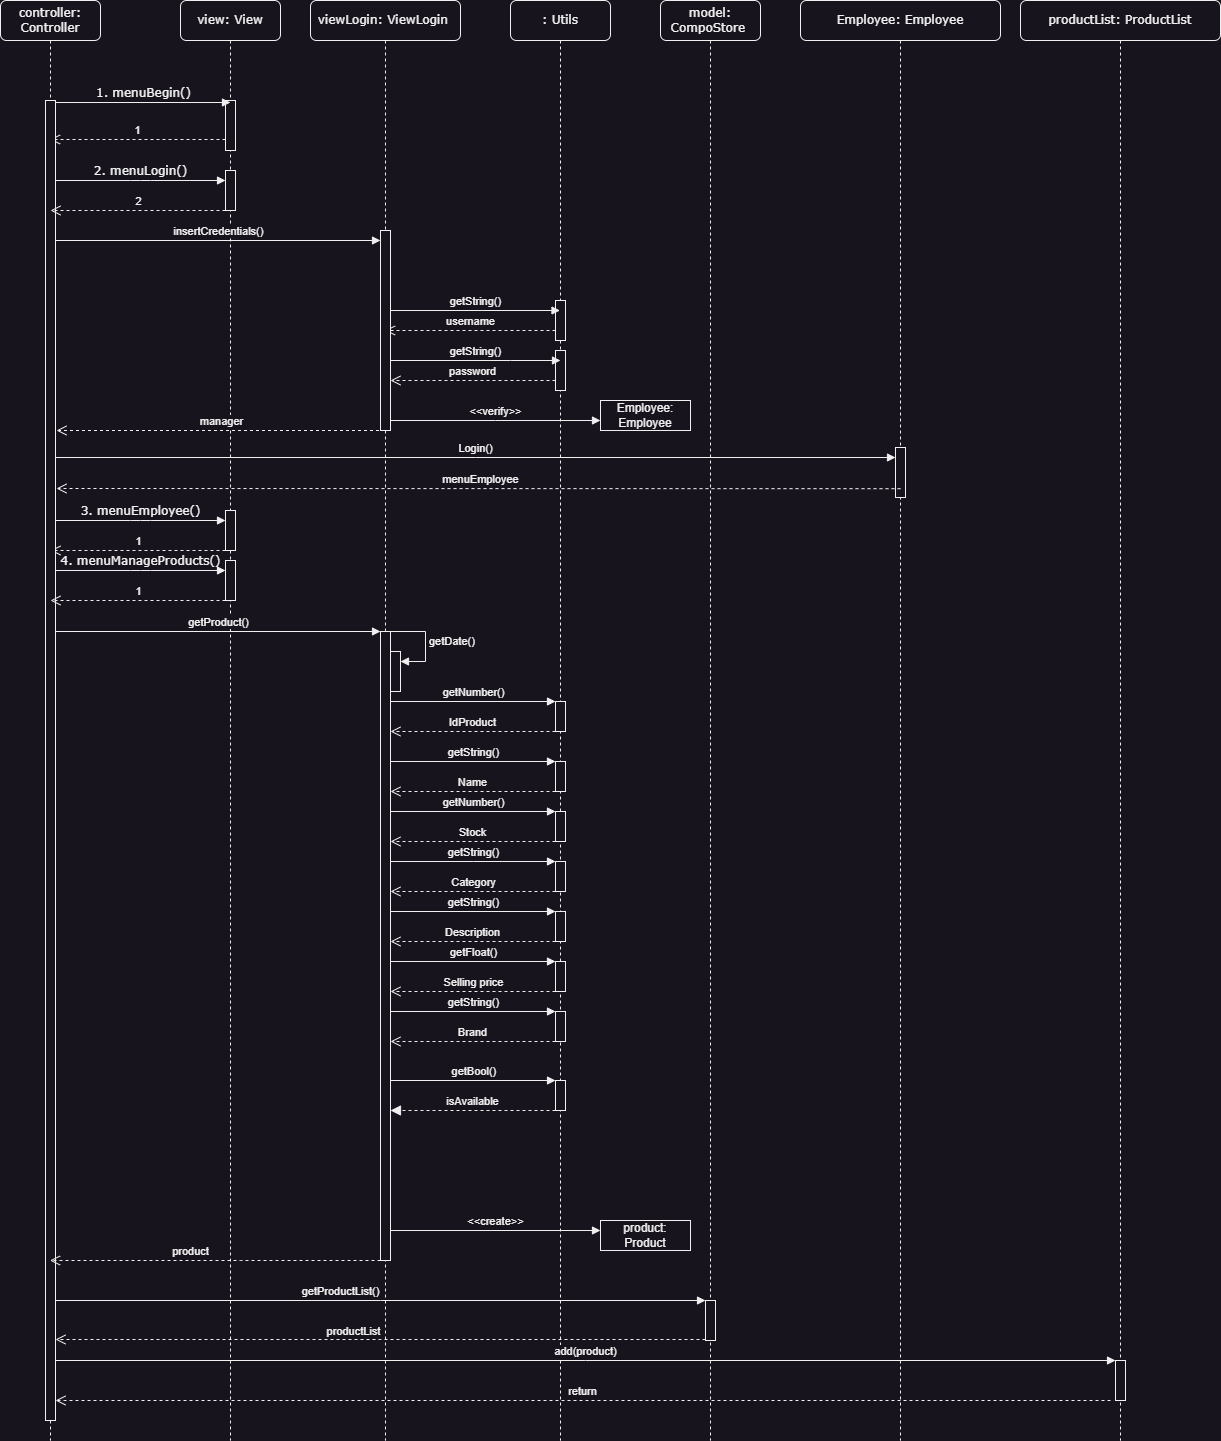 controller:
Controller
view: View
viewLogin: ViewLogin
: Utils
model:
CompoStore
Employee: Employee
productList: ProductList
1. menuBegin()
1
2. menuLogin()
2
insertCredentials()
getString()
username
getString()
password
<<verify>>
Employee:
Employee
manager
Login()
menuEmployee
3. menuEmployee()
1
4. menuManageProducts()
1
getProduct()
getDate()
getNumber()
IdProduct
getString()
Name
getNumber()
Stock
getString()
Category
getString()
Description
getFloat()
Selling price
getString()
Brand
getBool()
isAvailable
<<create>>
product:
Product
product
getProductList()
productList
add(product)
return